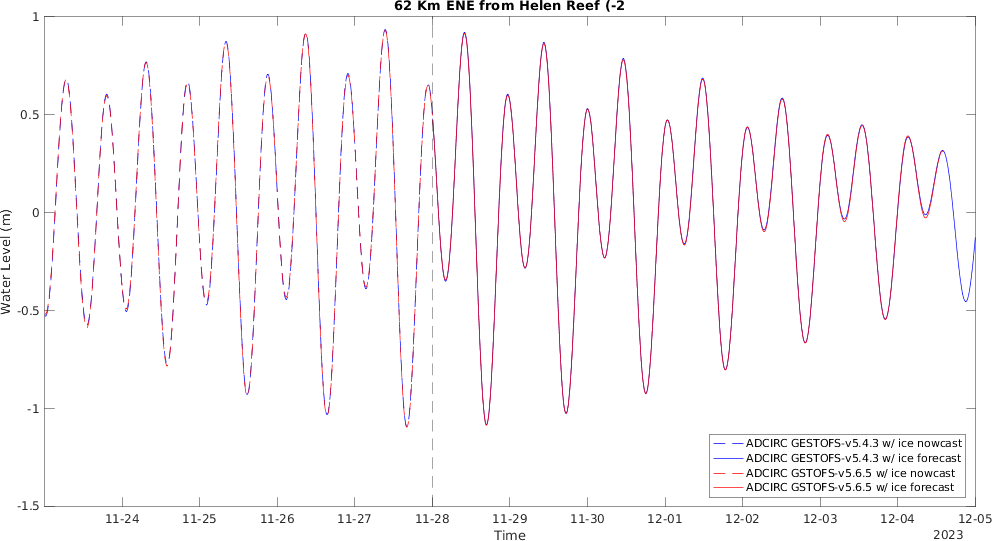 62 Km ENE from Helen Reef (-2
1
0.5
0
-0.5
-1
-1.5
Water Level (m)
11-24
11-25
11-26
11-27
11-28
11-29
11-30
12-01
12-02
12-03
12-04
12-05
Time
2023
ADCIRC GESTOFS-v5.4.3 w/ ice nowcast
ADCIRC GESTOFS-v5.4.3 w/ ice forecast
ADCIRC GSTOFS-v5.6.5 w/ ice nowcast
ADCIRC GSTOFS-v5.6.5 w/ ice forecast